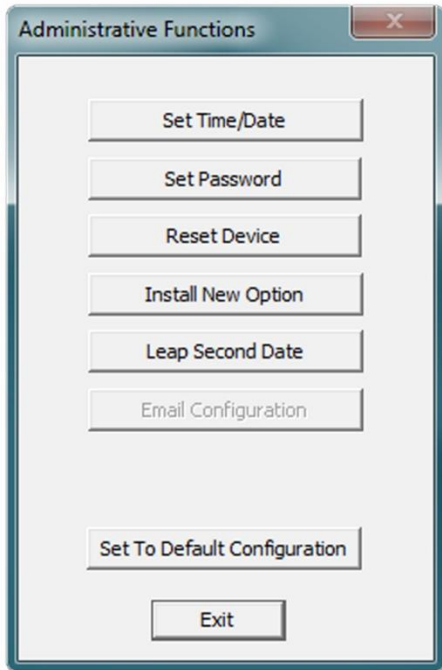 Administrative Functions
Set Time/Date
Set Password
Reset Device
Install New Option
Leap Second Date
Email Configuration
Set To Default Configuration
Exit